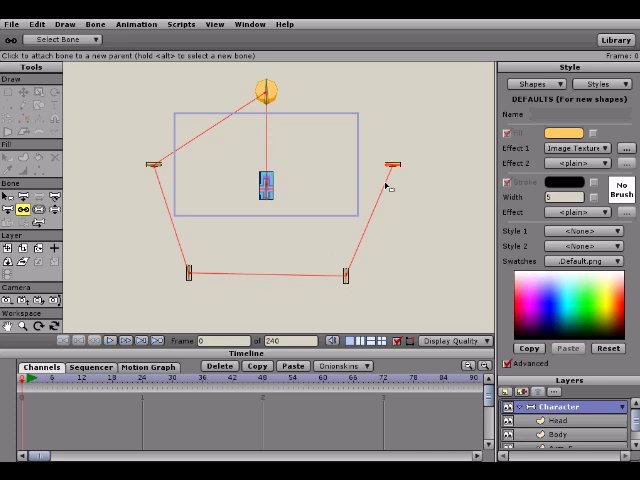 File Edit Draw Bone Animation Scripts View Window Help
Select Bone
Library
Click to attach bone to a new parent (hold <alt> to select a new bone)
Frame: 0
Tools
Draw
Fill
Bone
Layer
Camera
Workspace
Style
Shapes Styles
DEFAULTS (For new shapes)
Name
Fill
Effect 1 Image Texture ...
Effect 2 <plain> ...
Stroke
Width 5
No Brush
Effect <plain> ...
Style 1 <None>
Style 2 <None>
Swatches .Default.png
Copy Paste Reset
Advanced
Layers
Character
Head
Body
Frame 0 of 240 Display Quality
Timeline
Channels Sequencer Motion Graph Delete Copy Paste Onionskins
0 6 12 18 24 30 36 42 48 54 60 66 72 78 84 90
0 1 2 3